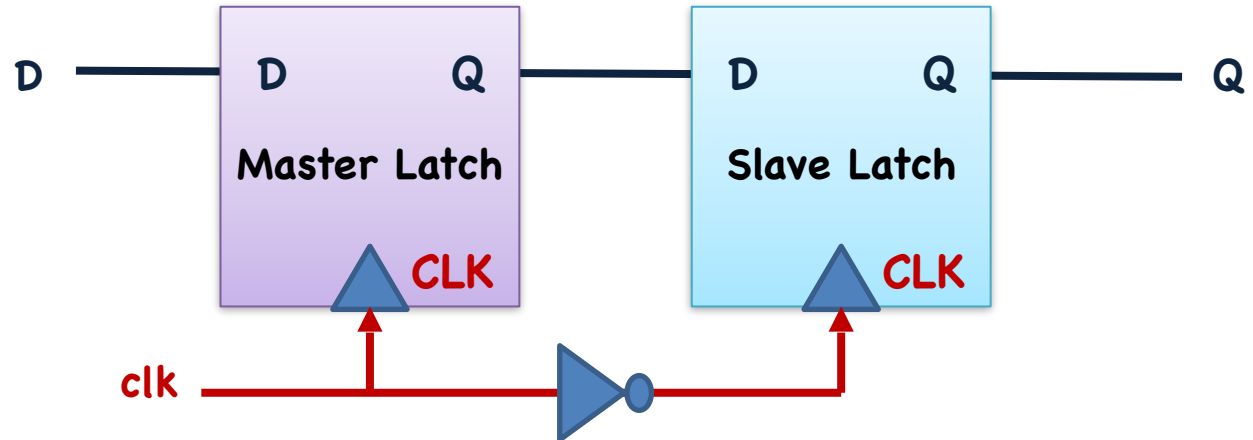 D D Q D Q Q
Master Latch Slave Latch
CLK CLK
clk